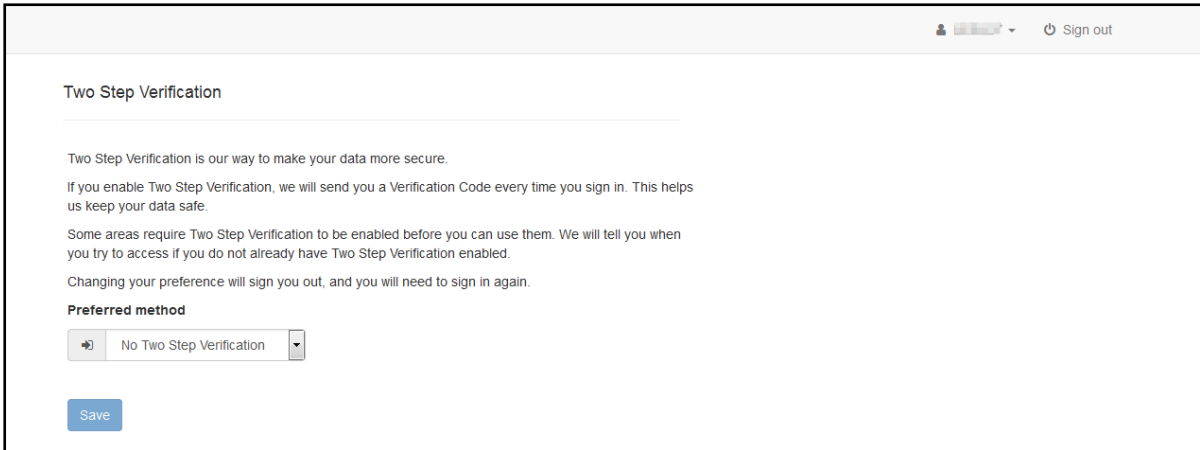 Sign out
Two Step Verification
Two Step Verification is our way to make your data more secure.
If you enable Two Step Verification, we will send you a Verification Code every time you sign in. This helps
us keep your data safe.
Some areas require Two Step Verification to be enabled before you can use them. We will tell you when
you try to access if you do not already have Two Step Verification enabled.
Changing your preference will sign you out, and you will need to sign in again.
Preferred method
No Two Step Verification
Save